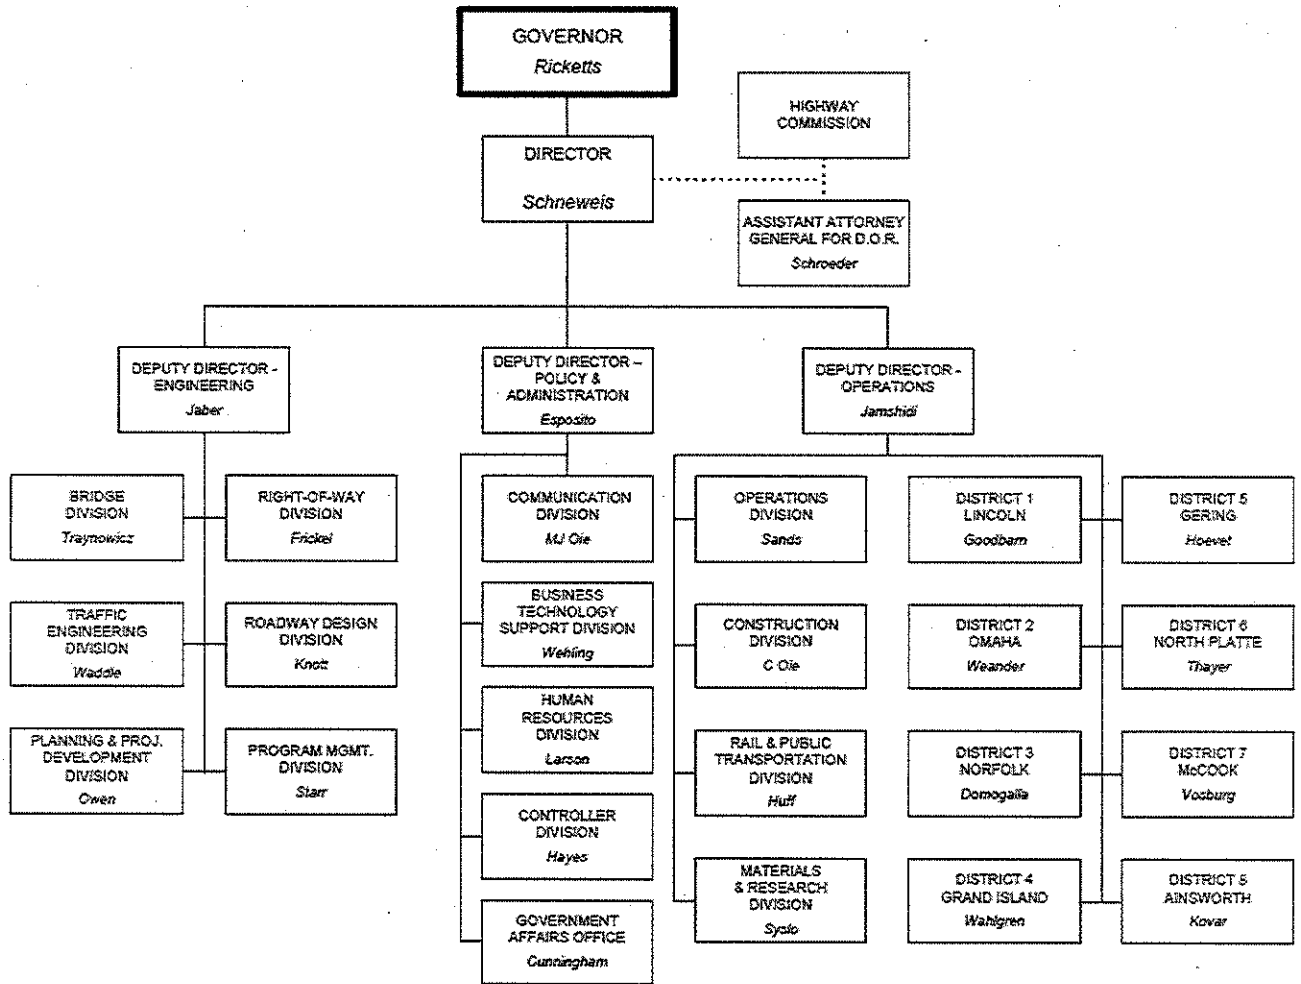 GOVERNOR
Ricketts
HIGHWAY
COMMISSION
DIRECTOR
Schneweis
ASSISTANT ATTORNEY
GENERAL FOR D.O.R.
Schroeder
DEPUTY DIRECTOR -
ENGINEERING
Jaber
DEPUTY DIRECTOR –
POLICY &
ADMINISTRATION
Esposito
DEPUTY DIRECTOR –
OPERATIONS
Jamshidi
BRIDGE
DIVISION
Traynowicz
RIGHT-OF-WAY
DIVISION
Frickel
TRAFFIC
ENGINEERING
DIVISION
Waddle
ROADWAY DESIGN
DIVISION
Knott
PLANNING & PROJ.
DEVELOPMENT
DIVISION
Owen
PROGRAM MGMT.
DIVISION
Starr
COMMUNICATION
DIVISION
MJ Oie
BUSINESS
TECHNOLOGY
SUPPORT DIVISION
Wehling
HUMAN
RESOURCES
DIVISION
Larson
CONTROLLER
DIVISION
Hayes
GOVERNMENT
AFFAIRS OFFICE
Cunningham
OPERATIONS
DIVISION
Sands
CONSTRUCTION
DIVISION
C Oie
RAIL & PUBLIC
TRANSPORTATION
DIVISION
Huff
MATERIALS
& RESEARCH
DIVISION
Syslo
DISTRICT 1
LINCOLN
Goodbarn
DISTRICT 2
OMAHA
Weander
DISTRICT 3
NORFOLK
Domogalla
DISTRICT 4
GRAND ISLAND
Wahlgren
DISTRICT 5
GERING
Hoevet
DISTRICT 6
NORTH PLATTE
Thayer
DISTRICT 7
McCOOK
Vosburg
DISTRICT
AINSWORTH
Kovar